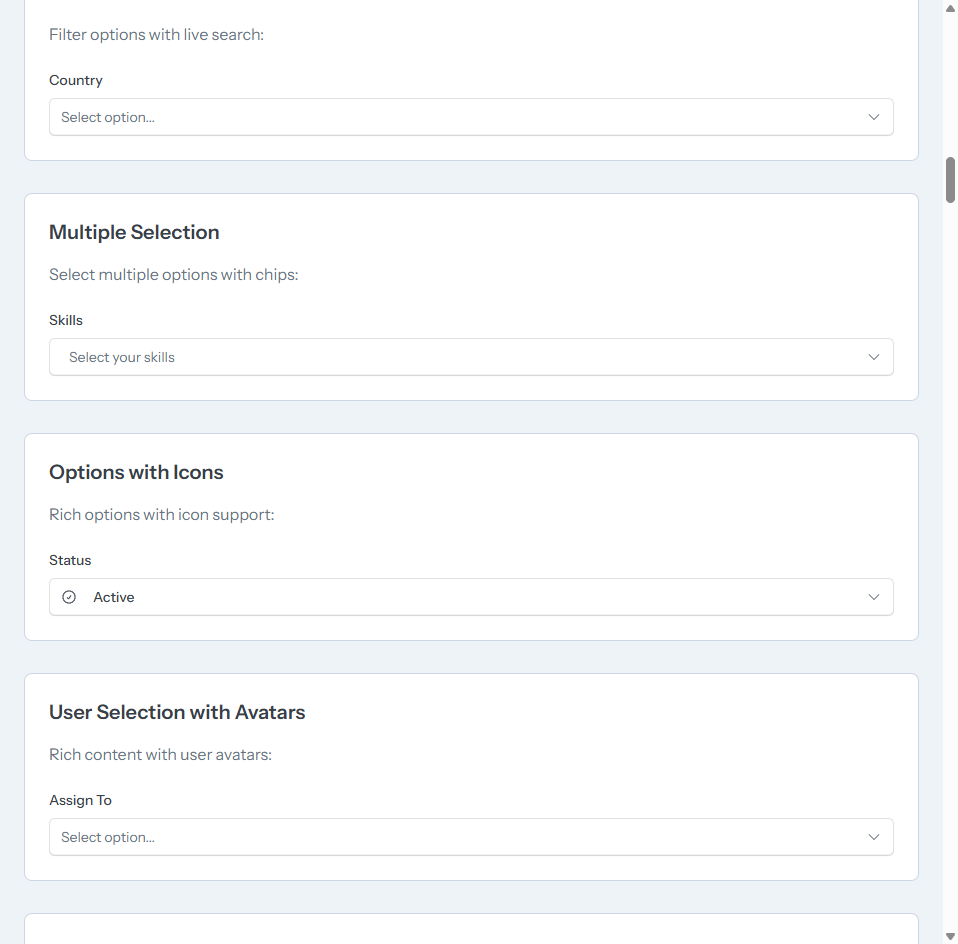 Filter options with live search:
Country
Select option...
Multiple Selection
Select multiple options with chips:
Skills
Select your skills
Options with Icons
Rich options with icon support:
Status
Active
User Selection with Avatars
Rich content with user avatars:
Assign To
Select option...